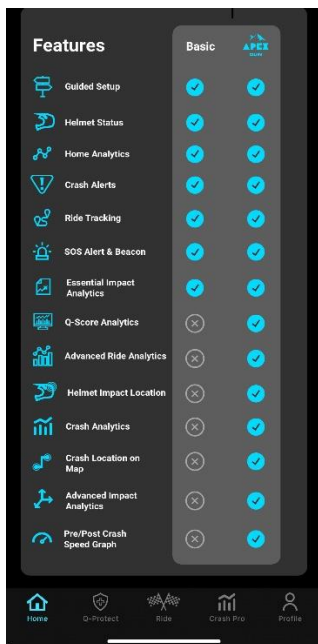 Features
Basic
APEX
Guided Setup
Helmet Status
Home Analytics
Crash Alerts
Ride Tracking
SOS Alert & Beacon
Essential Impact
Analytics
Q-Score Analytics
Advanced Ride Analytics
Helmet Impact Location
Crash Analytics
Crash Location on
Map
Advanced Impact
Analytics
Pre/Post Crash
Speed Graph
Home
Q-Protect
Ride
Crash Pro
Profile